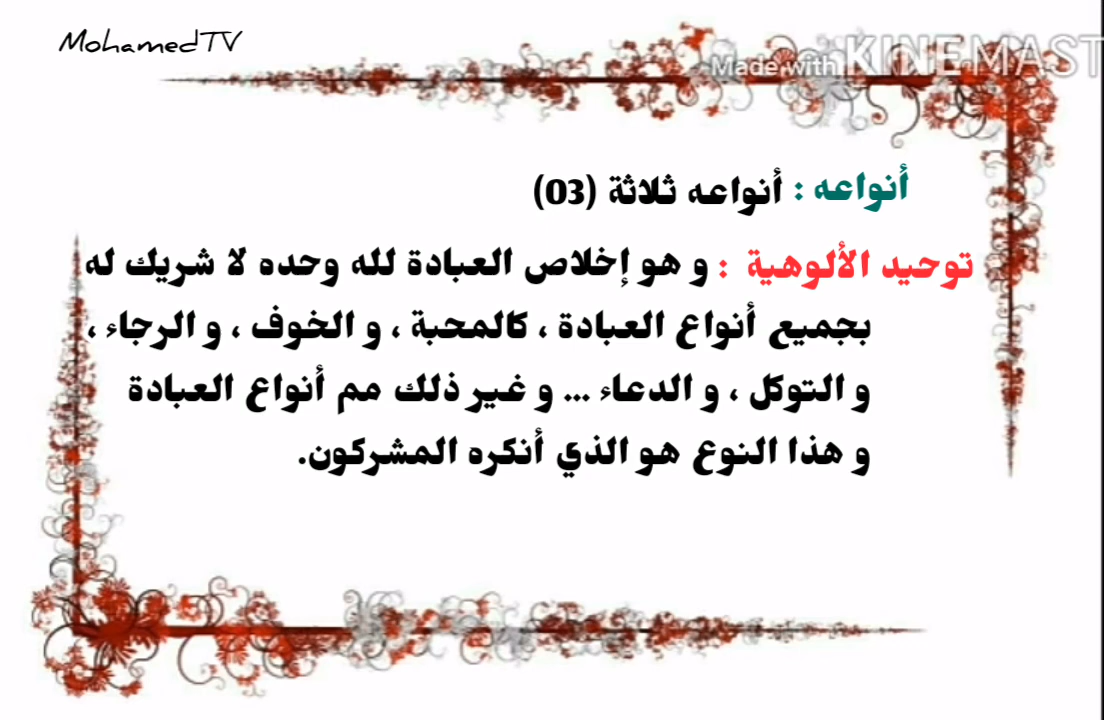 MohamedTV
Made with KINEMAST
أنواعه : أنواعه ثلاثة (03)
توحيد الألوهية : و هو إخلاص العبادة لله وحده لا شريك له
بجميع أنواع العبادة ، كالمحبة ، و الخوف ، و الرجاء ،
و التوكل ، و الدعاء ... و غير ذلك مم أنواع العبادة
و هذا النوع هو الذي أنكره المشركون.